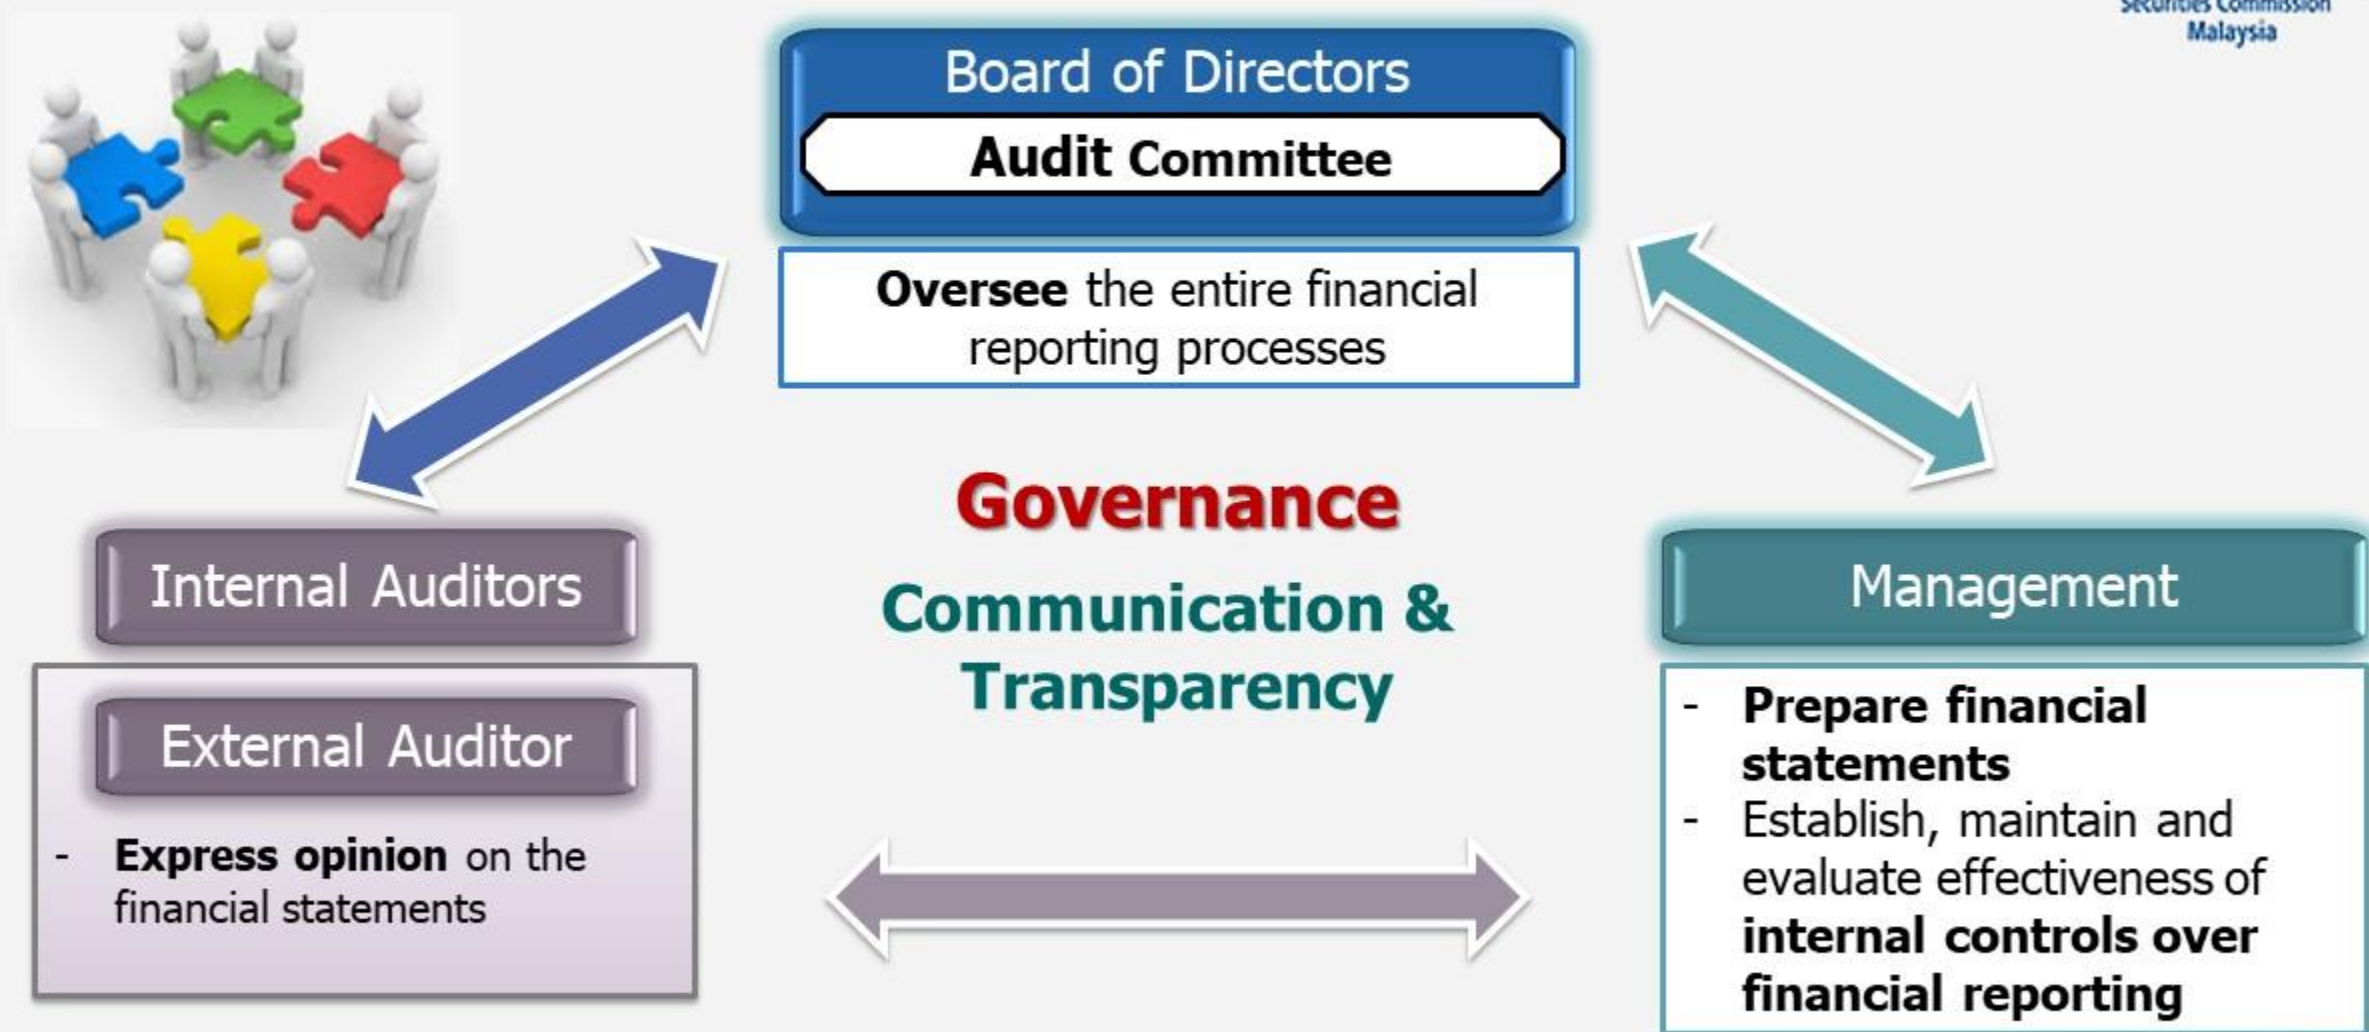 Securities Commission
Malaysia
Board of Directors
Audit Committee
Oversee the entire financial
reporting processes
Governance
Communication &
Transparency
Internal Auditors
External Auditor
- Express opinion on the
financial statements
Management
- Prepare financial
statements
- Establish, maintain and
evaluate effectiveness of
internal controls over
financial reporting